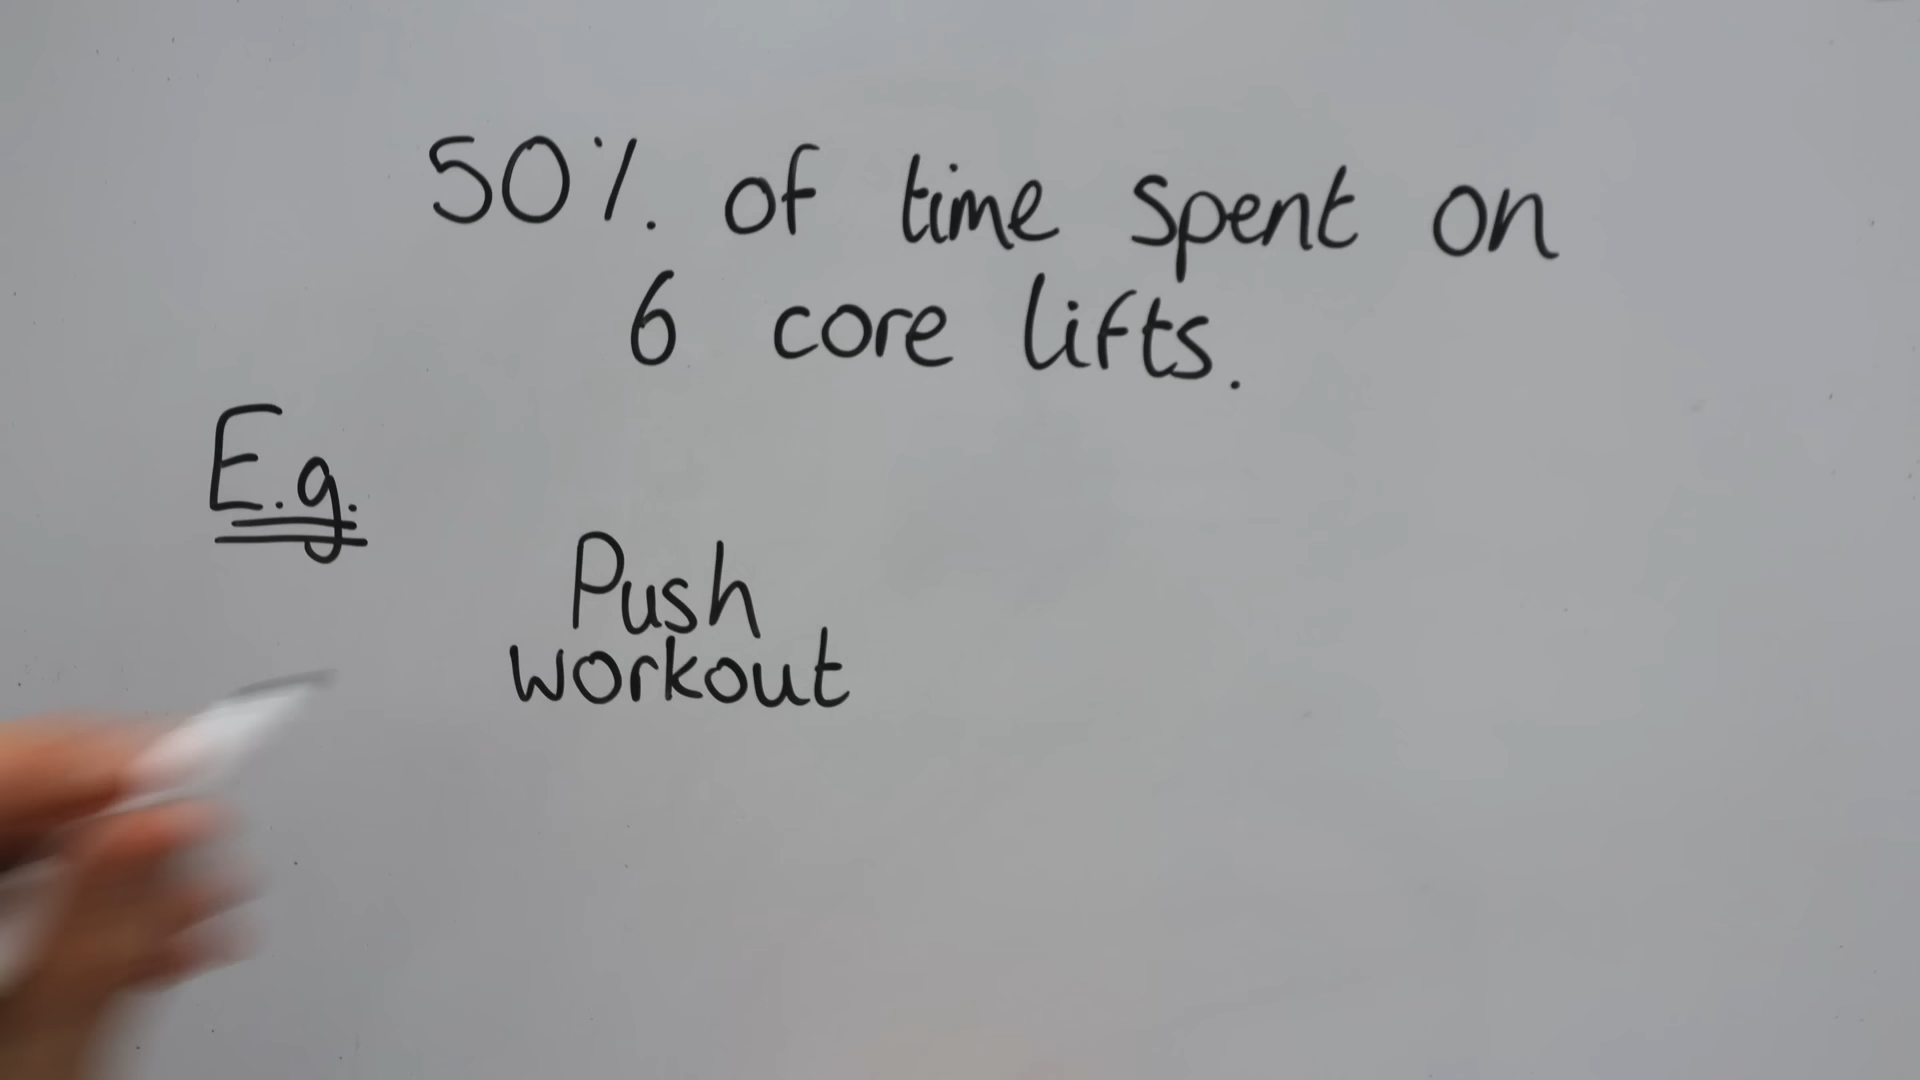 50% of time spent on
6 core lifts.
E.g.
Push
workout